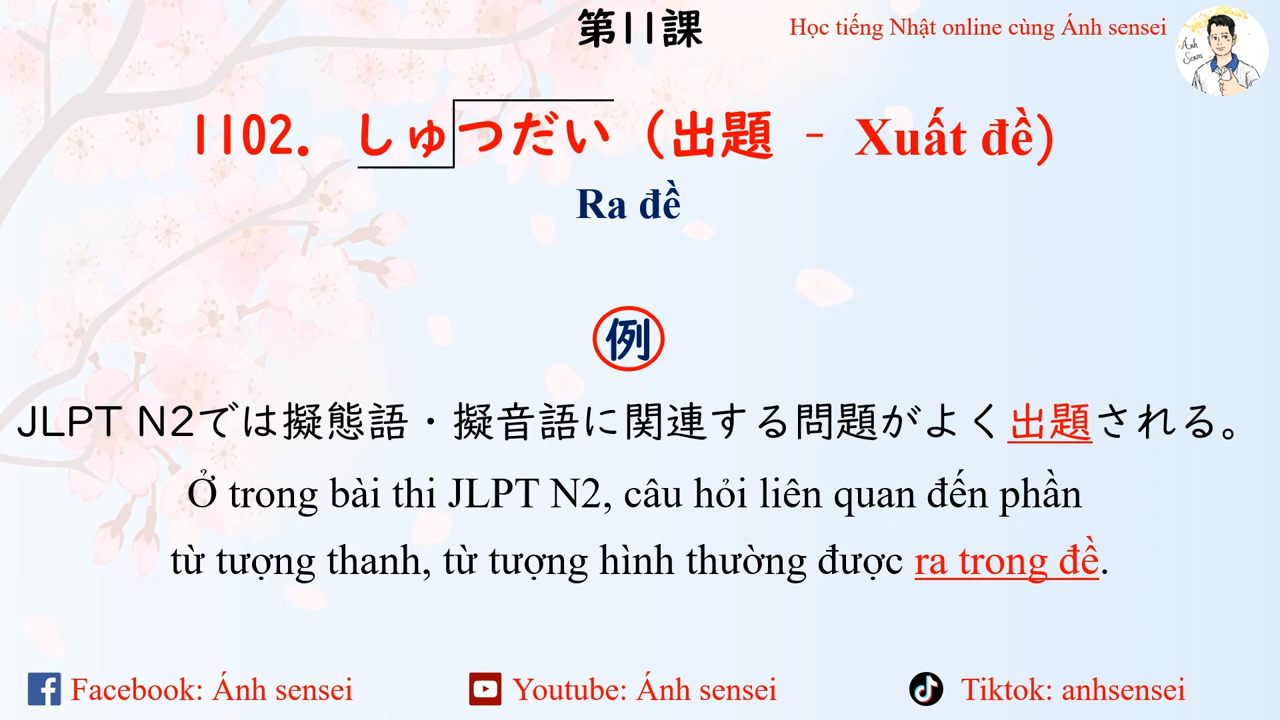 第11課
Học tiếng Nhật online cùng Ánh sensei
Ánh
Sensei
1102. しゅつだい (出題 - Xuất đề)
Ra đề
例
JLPT N2では擬態語・擬音語に関連する問題がよく出題される。
Ở trong bài thi JLPT N2, câu hỏi liên quan đến phần
từ tượng thanh, từ tượng hình thường được ra trong đề.
Facebook: Ánh sensei
Youtube: Ánh sensei
Tiktok: anhsensei